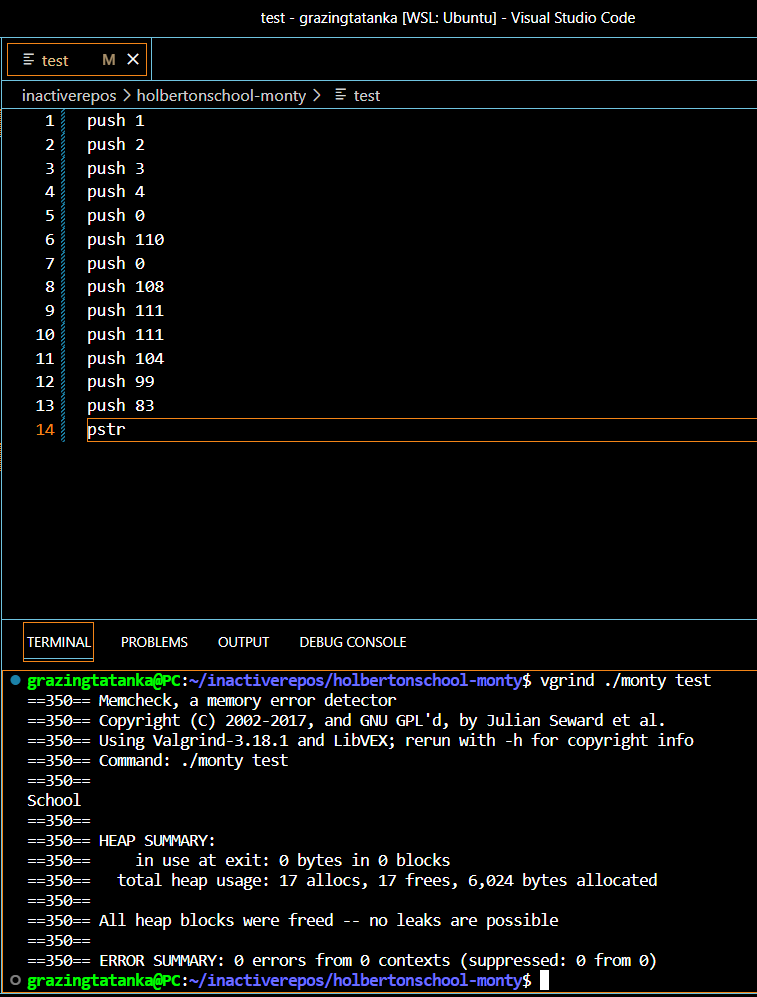 test - grazingtatanka [WSL: Ubuntu] - Visual Studio Code
test M
inactiverepos > holbertonschool-monty > test
1 push 1
2 push 2
3 push 3
4 push 4
5 push 0
6 push 110
7 push 0
8 push 108
9 push 111
10 push 111
11 push 104
12 push 99
13 push 83
14 pstr
TERMINAL PROBLEMS OUTPUT DEBUG CONSOLE
grazingtatanka@PC:~/inactiverepos/holbertonschool-monty$ vgrind ./monty test
==350== Memcheck, a memory error detector
==350== Copyright (C) 2002-2017, and GNU GPL'd, by Julian Seward et al.
==350== Using Valgrind-3.18.1 and LibVEX; rerun with -h for copyright info
==350== Command: ./monty test
==350==
School
==350==
==350== HEAP SUMMARY:
==350==     in use at exit: 0 bytes in 0 blocks
==350==   total heap usage: 17 allocs, 17 frees, 6,024 bytes allocated
==350==
==350== All heap blocks were freed -- no leaks are possible
==350==
==350== ERROR SUMMARY: 0 errors from 0 contexts (suppressed: 0 from 0)
grazingtatanka@PC:~/inactiverepos/holbertonschool-monty$